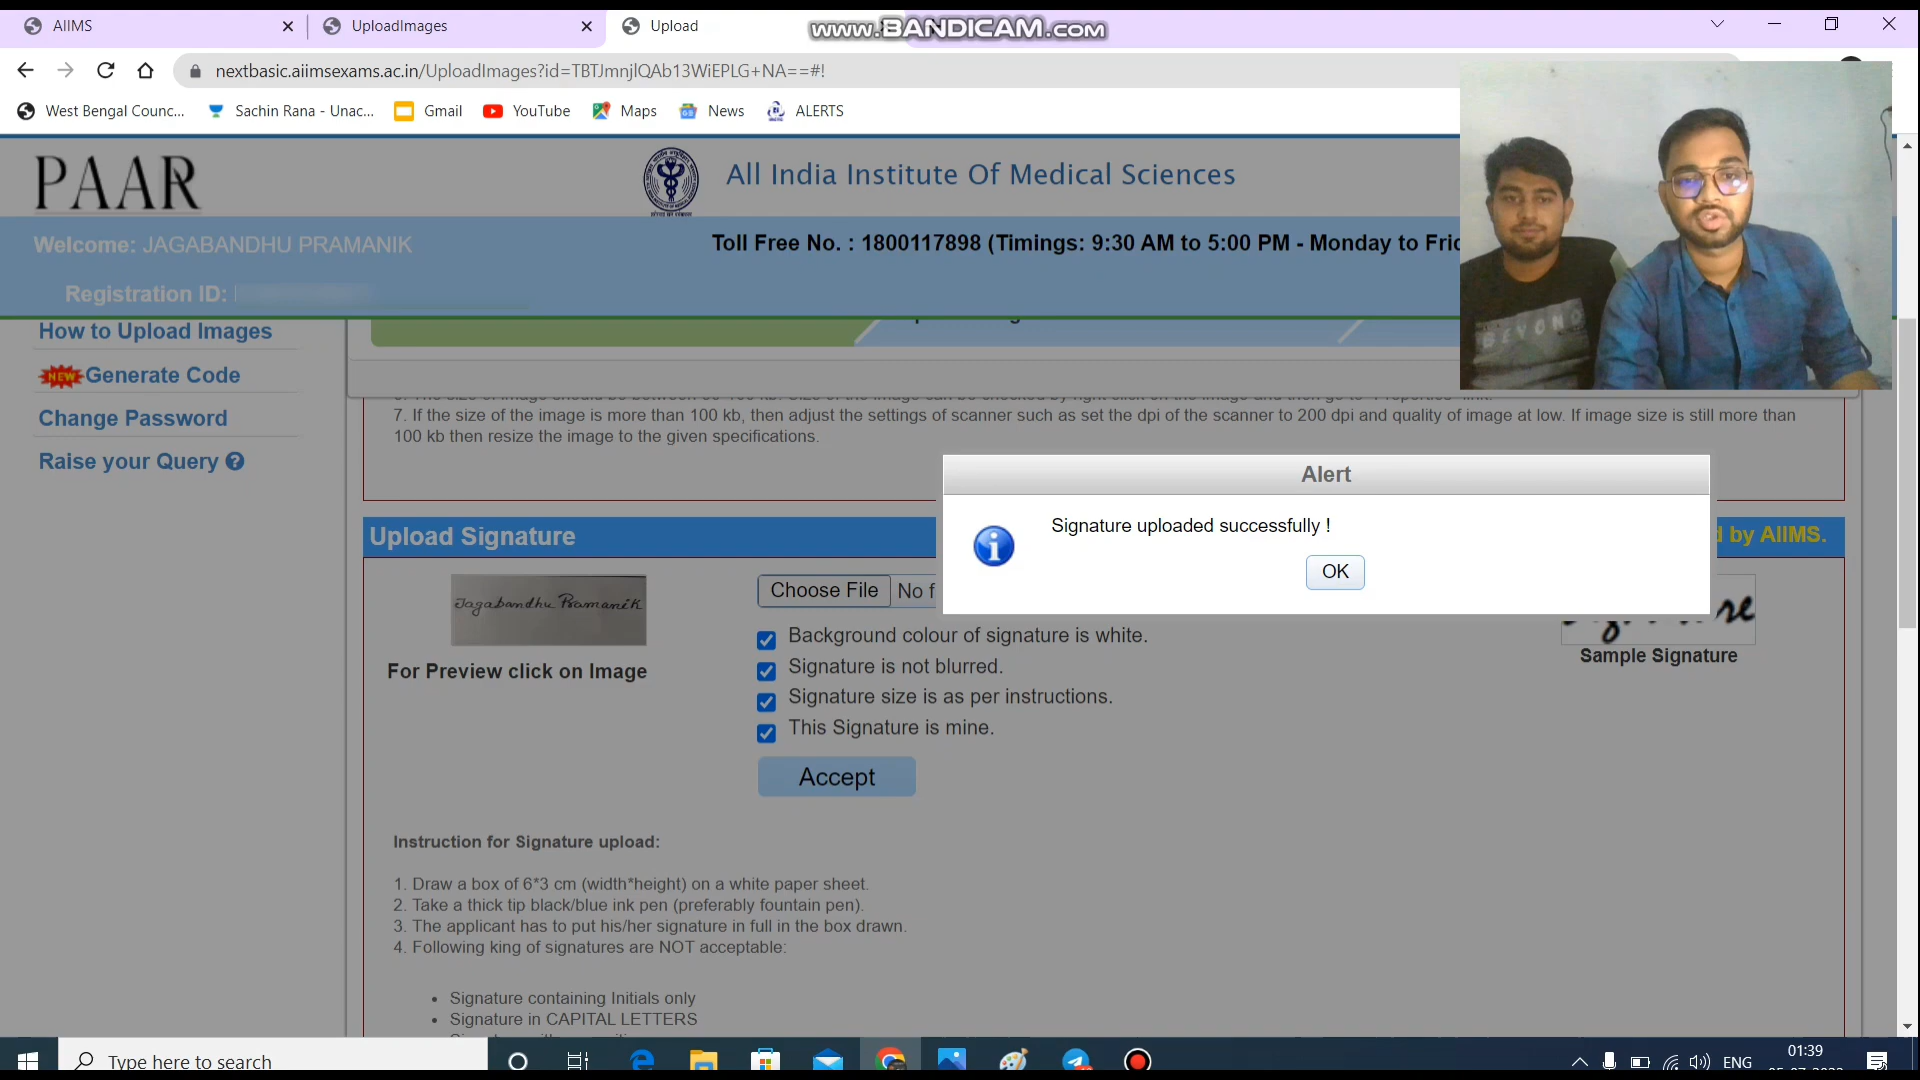 AIIMS
UploadImages
Upload
www.BANDICAM.com
nextbasic.aiimsexams.ac.in/UploadImages?id=TBTJmnjlQAb13WiEPLG+NA==#!
West Bengal Counc...
Sachin Rana - Unac...
Gmail
YouTube
Maps
News
ALERTS
PAAR
All India Institute Of Medical Sciences
Welcome: JAGABANDHU PRAMANIK
Toll Free No. : 1800117898 (Timings: 9:30 AM to 5:00 PM - Monday to Fri
Registration ID:
BEYOND
How to Upload Images
NEW Generate Code
Change Password
Raise your Query
7. If the size of the image is more than 100 kb, then adjust the settings of scanner such as set the dpi of the scanner to 200 dpi and quality of image at low. If image size is still more than
100 kb then resize the image to the given specifications.
Alert
Signature uploaded successfully !
OK
Upload Signature
by AIIMS.
Jagabandhu Pramanik
Choose File No f
For Preview click on Image
Background colour of signature is white.
Signature is not blurred.
Signature size is as per instructions.
This Signature is mine.
Sample Signature
Accept
Instruction for Signature upload:
1. Draw a box of 6*3 cm (width*height) on a white paper sheet.
2. Take a thick tip black/blue ink pen (preferably fountain pen).
3. The applicant has to put his/her signature in full in the box drawn.
4. Following king of signatures are NOT acceptable:
• Signature containing Initials only
• Signature in CAPITAL LETTERS
Type here to search
ENG
01:39